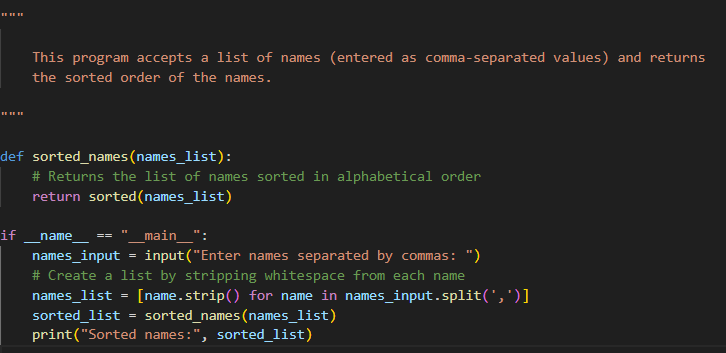 """
    This program accepts a list of names (entered as comma-separated values) and returns
    the sorted order of the names.
"""
def sorted_names(names_list):
    # Returns the list of names sorted in alphabetical order
    return sorted(names_list)
if __name__ == "__main__":
    names_input = input("Enter names separated by commas: ")
    # Create a list by stripping whitespace from each name
    names_list = [name.strip() for name in names_input.split(',')]
    sorted_list = sorted_names(names_list)
    print("Sorted names:", sorted_list)